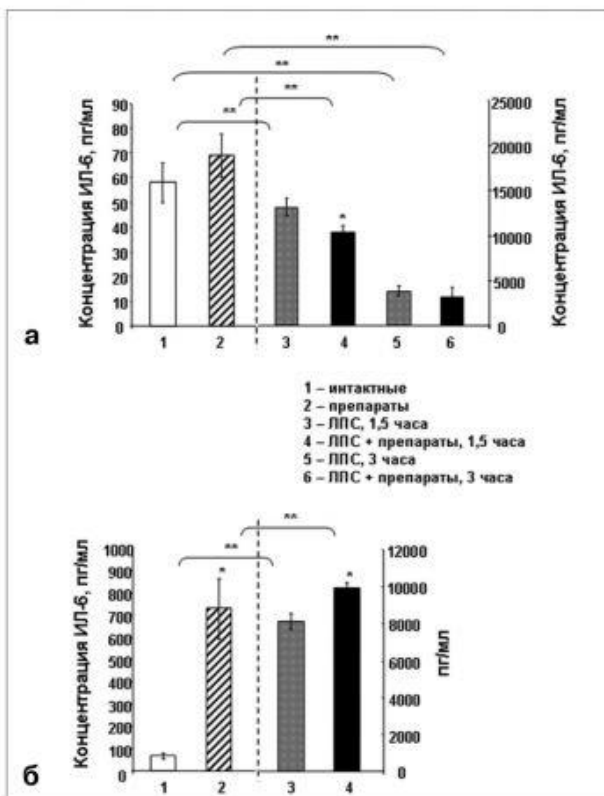 **
**
** **
Концентрация ИЛ-6, пг/мл
90
80
70
60
50
40
30
20
10
0
*
25000
20000
15000
10000
5000
0
Концентрация ИЛ-6, пг/мл
а
1 2 3 4 5 6
1 – интактные
2 – препараты
3 – ЛПС, 1,5 часа
4 – ЛПС + препараты, 1,5 часа
5 – ЛПС, 3 часа
6 – ЛПС + препараты, 3 часа
**
**
Концентрация ИЛ-6, пг/мл
1000
900
800
700
600
500
400
300
200
100
0
* *
12000
10000
8000
6000
4000
2000
0
пг/мл
б
1 2 3 4